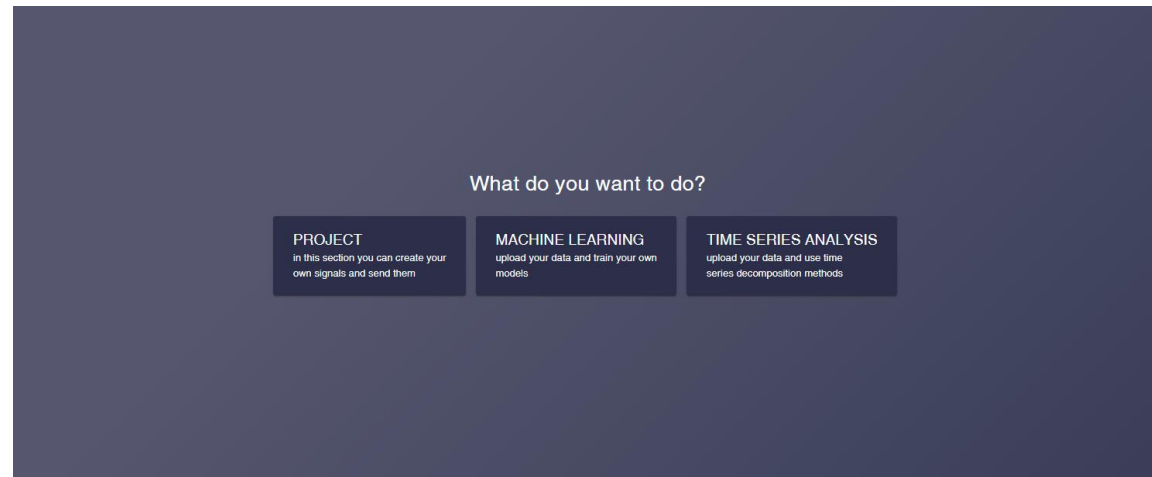 What do you want to do?
PROJECT
in this section you can create your
own signals and send them
MACHINE LEARNING
upload your data and train your own
models
TIME SERIES ANALYSIS
upload your data and use time
series decomposition methods